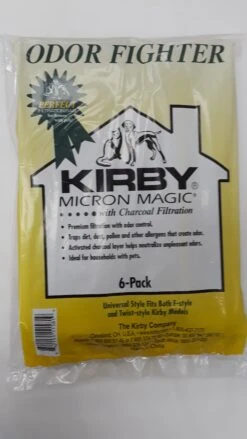 ODOR FIGHTER
PERFECT
KIRBY®
MICRON MAGIC®
with Charcoal Filtration
• Premium filtration with odor control.
• Traps dirt, dust, pollen and other allergens that create odors.
• Activated charcoal layer helps neutralize unpleasant odors.
• Ideal for households with pets.
6-Pack
Universal Style Fits Both F-style
and Twist-style Kirby Models
The Kirby Company